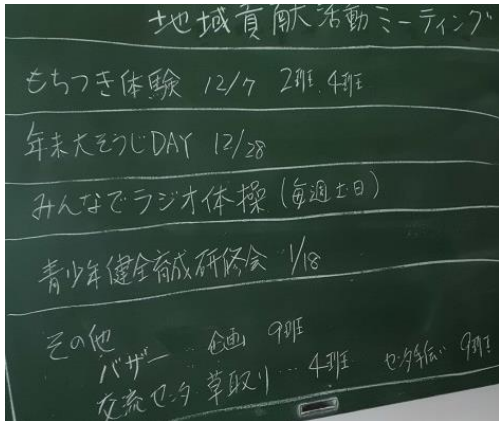 地域貢献活動ミーティング
もちつき体験 12/7 2班、4班
年末大そうじDAY 12/28
みんなでラジオ体操 (毎週土日)
青少年健全育成研修会 1/18
その他
バザー … 企画 9班
交流センタ 草取り … 4班 センタ手伝い 9班